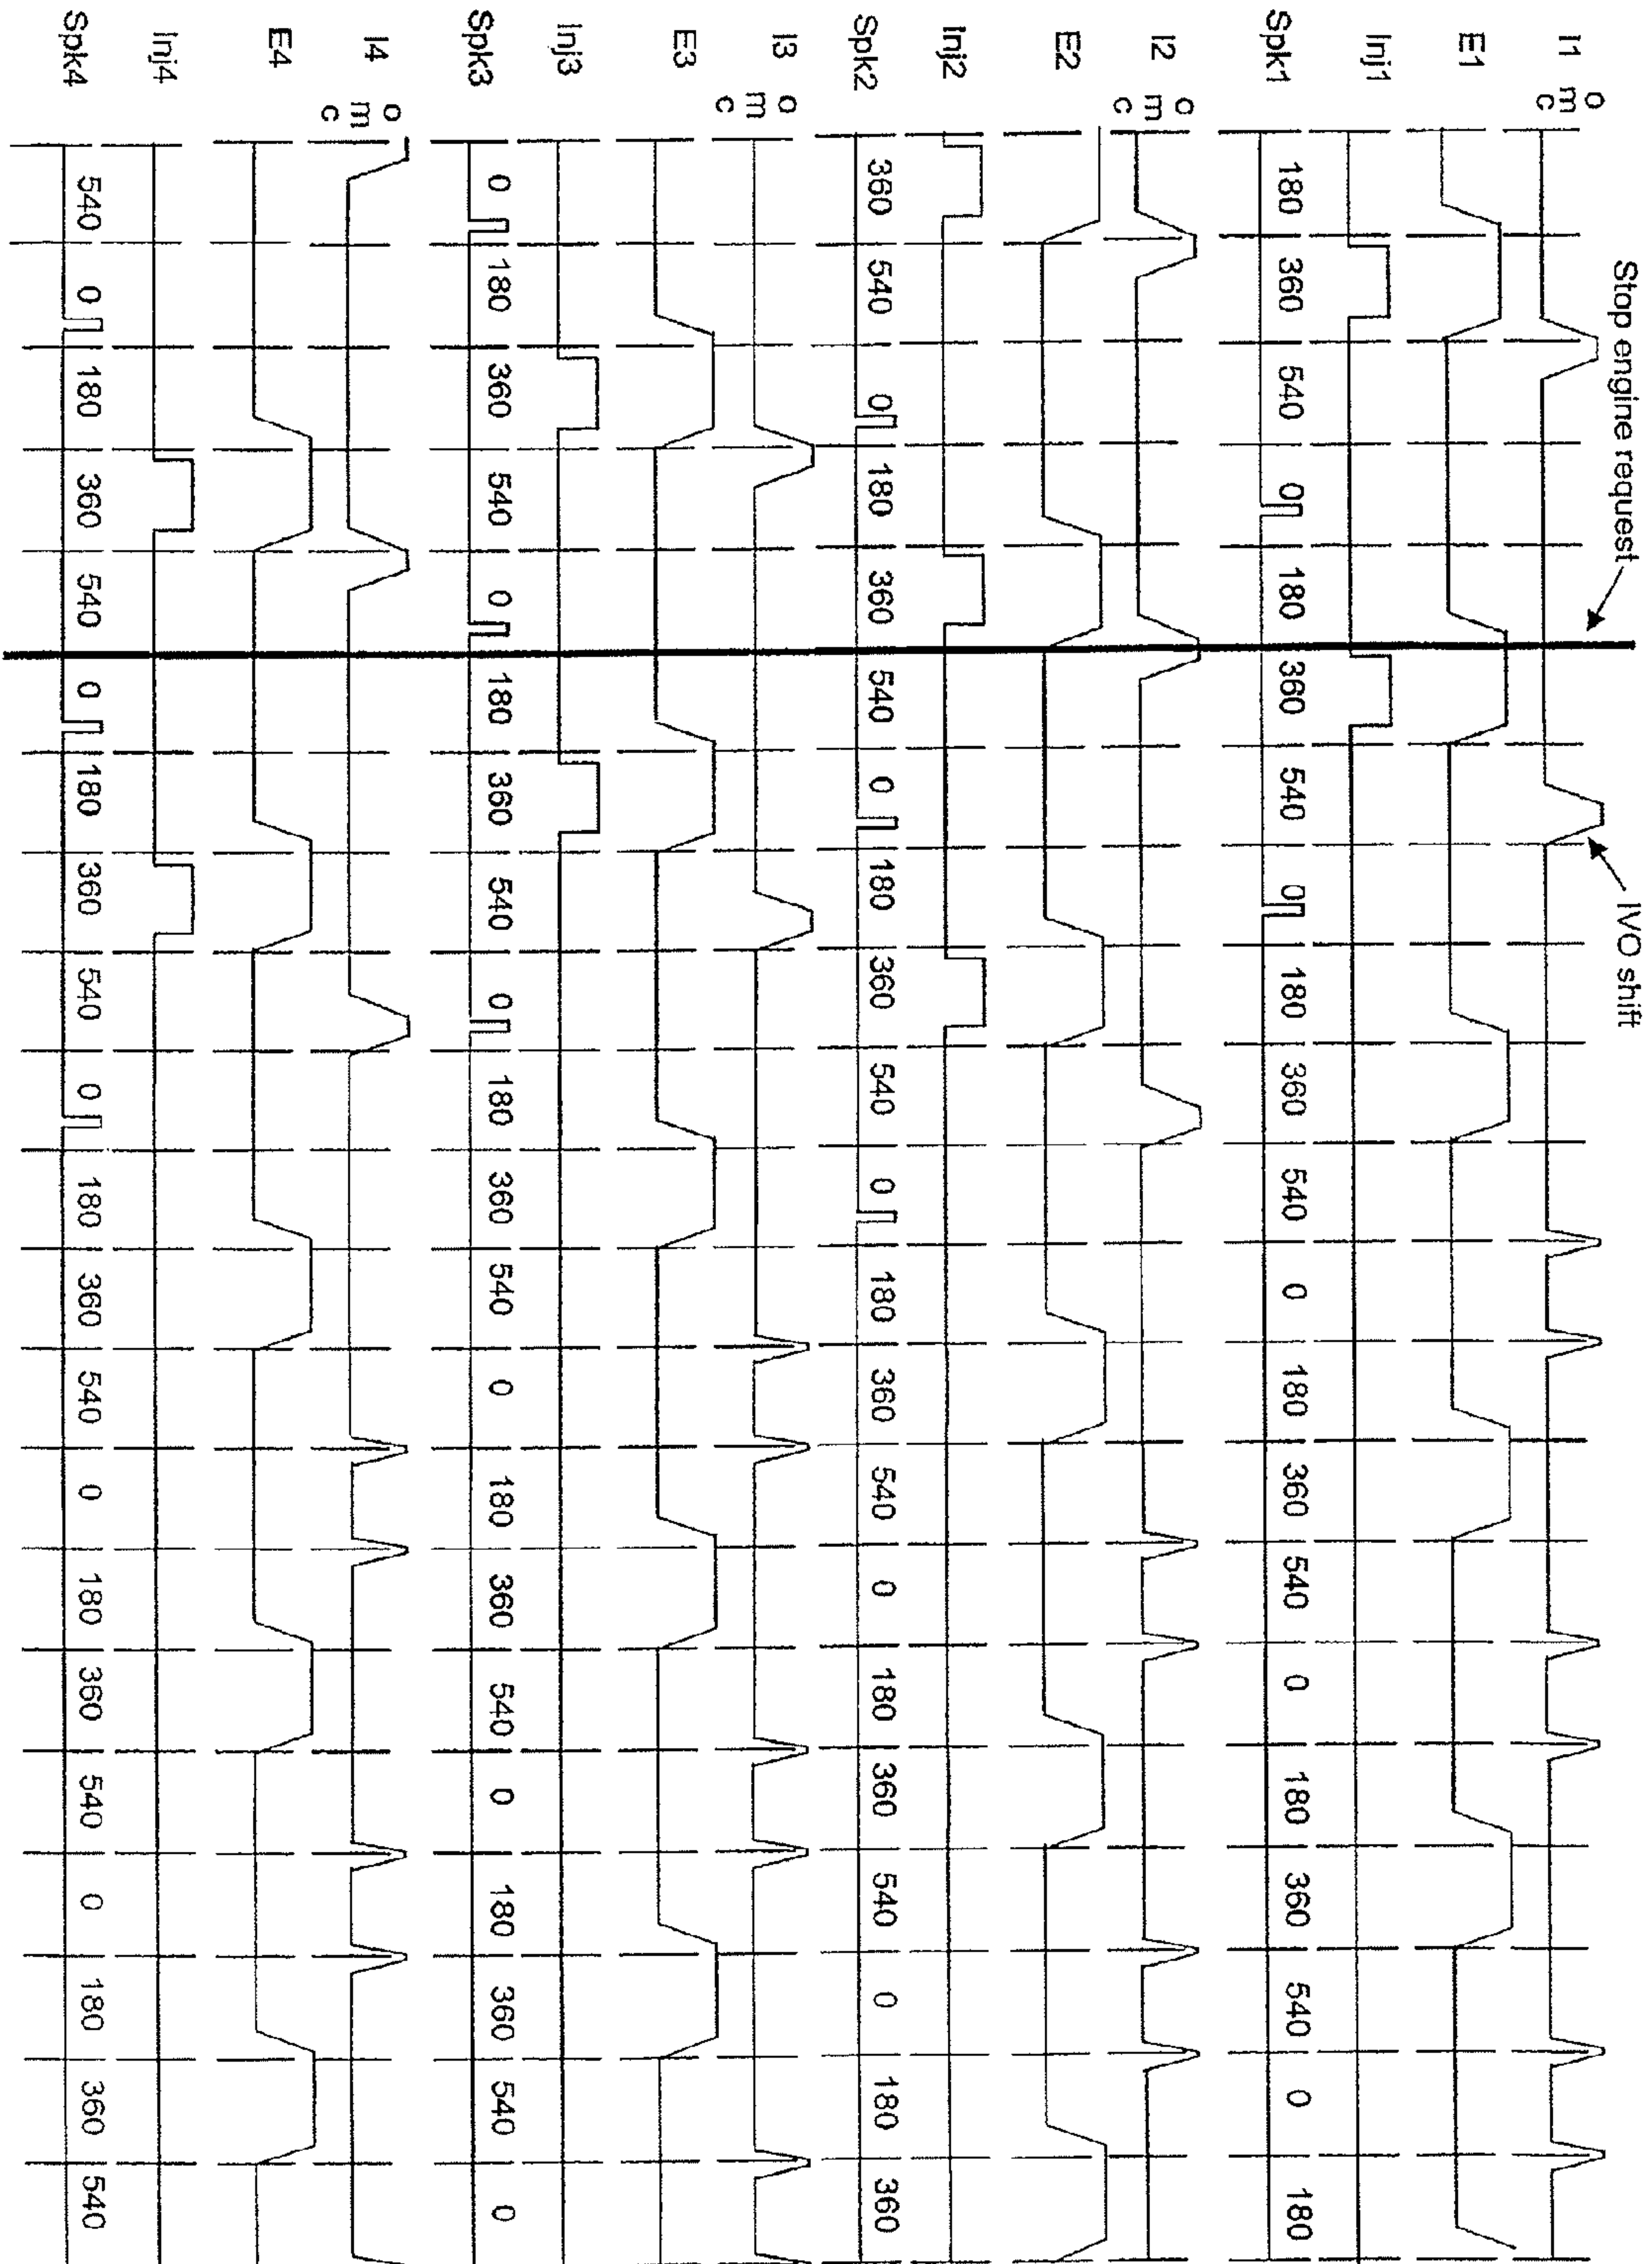 Stop engine request IVO shift
o
I1 m
c
E1
Inj1
Spk1 180 360 540 0 180 360 540 0 180 360 540 0 180 360 540 0 180 360 540 0 180
o
I2 m
c
E2
Inj2
Spk2 360 540 0 180 360 540 0 180 360 540 0 180 360 540 0 180 360 540 0 180 360
o
I3 m
c
E3
Inj3
Spk3 0 180 360 540 0 180 360 540 0 180 360 540 0 180 360 540 0 180 360 540 0
o
I4 m
c
E4
Inj4
Spk4 540 0 180 360 540 0 180 360 540 0 180 360 540 0 180 360 540 0 180 360 540